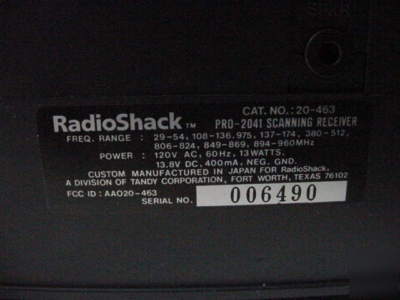 CAT. NO.: 20-463
RadioShack™ PRO-2041 SCANNING RECEIVER
FREQ. RANGE : 29-54, 108-136.975, 137-174, 380-512,
806-824, 849-869, 894-960MHz
POWER : 120V AC, 60Hz, 13WATTS.
13.8V DC, 400mA, NEG. GND.
CUSTOM MANUFACTURED IN JAPAN FOR RadioShack,
A DIVISION OF TANDY CORPORATION, FORT WORTH, TEXAS 76102
FCC ID : AAO20-463
SERIAL NO. 006490